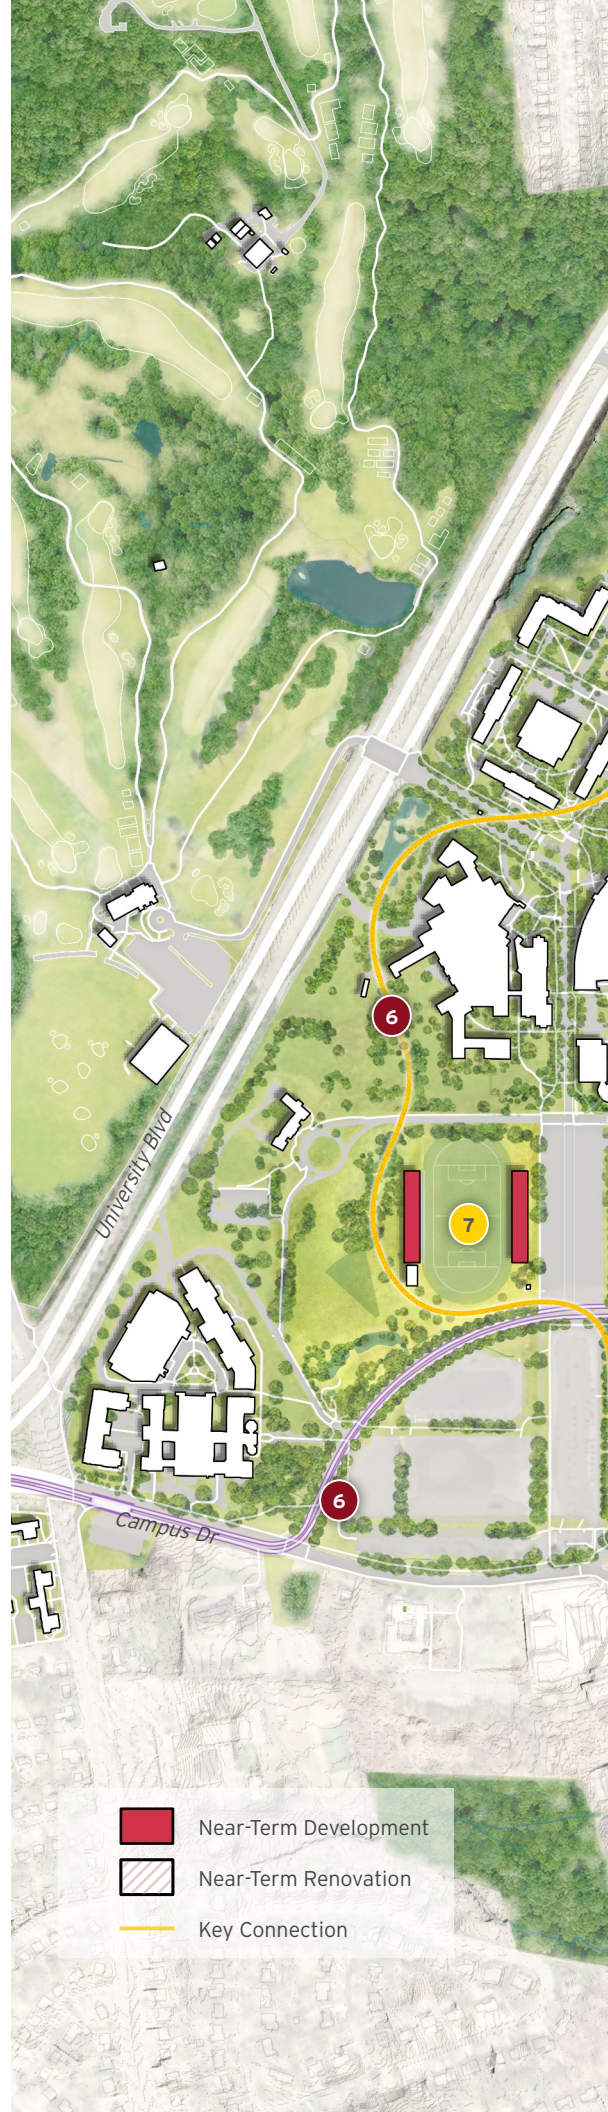 6
University Blvd
7
6
Campus Dr
Near-Term Development
Near-Term Renovation
Key Connection